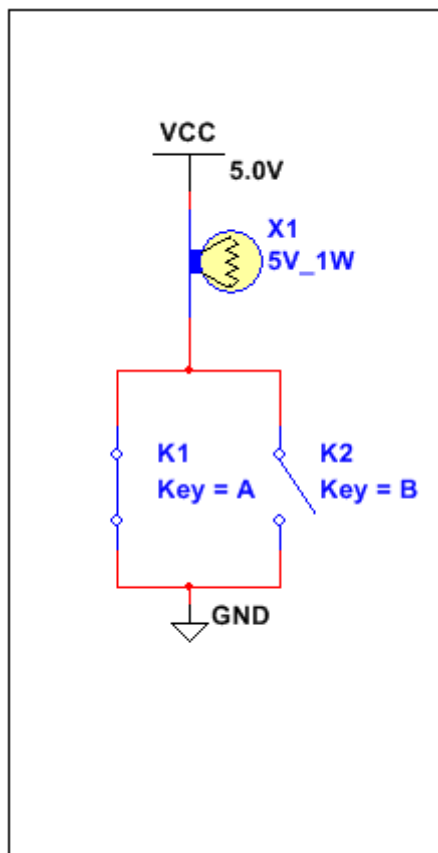 VCC
5.0V
X1
5V_1W
K1
Key = A
K2
Key = B
GND